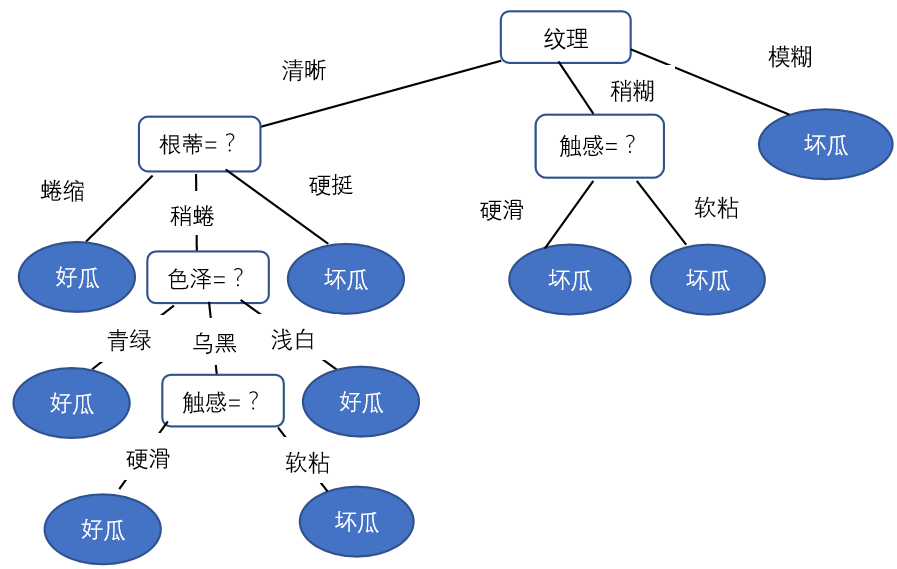 纹理
清晰
稍糊
模糊
根蒂=？
触感=？
坏瓜
蜷缩
稍蜷
硬挺
硬滑
软粘
好瓜
色泽=？
坏瓜
坏瓜
坏瓜
青绿
乌黑
浅白
好瓜
触感=？
好瓜
硬滑
软粘
好瓜
坏瓜